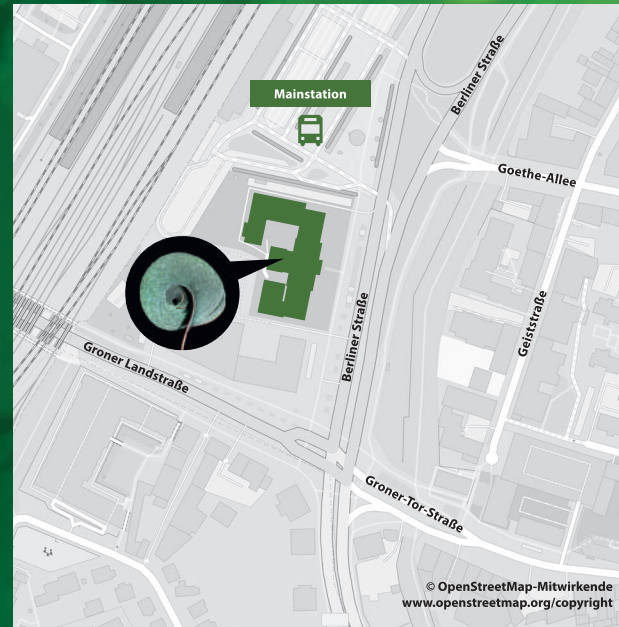 Berliner Straße
Mainstation
Goethe-Allee
Geiststraße
Berliner Straße
Groner Landstraße
Groner-Tor-Straße
© OpenStreetMap-Mitwirkende
www.openstreetmap.org/copyright